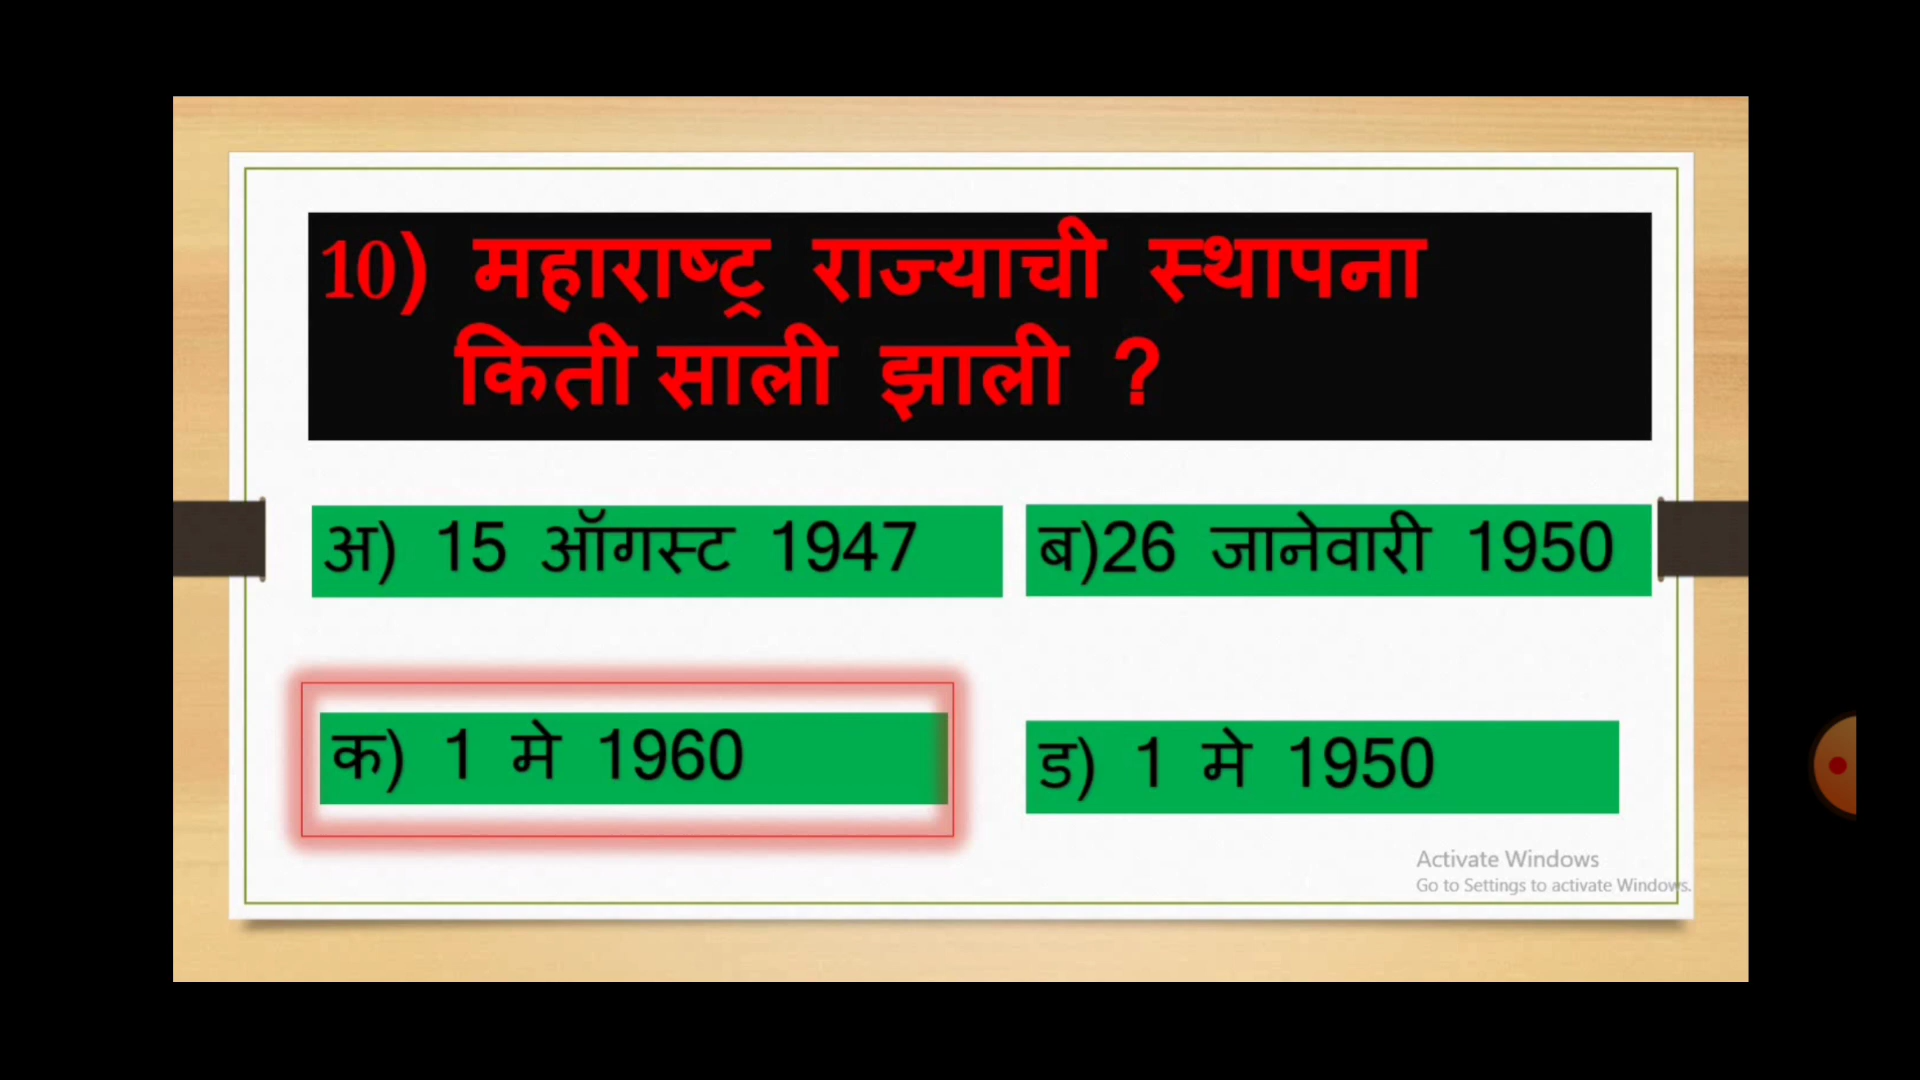 10) महाराष्ट्र राज्याची स्थापना
किती साली झाली ?
अ) 15 ऑगस्ट 1947
ब)26 जानेवारी 1950
क) 1 मे 1960
ड) 1 मे 1950
Activate Windows
Go to Settings to activate Windows.